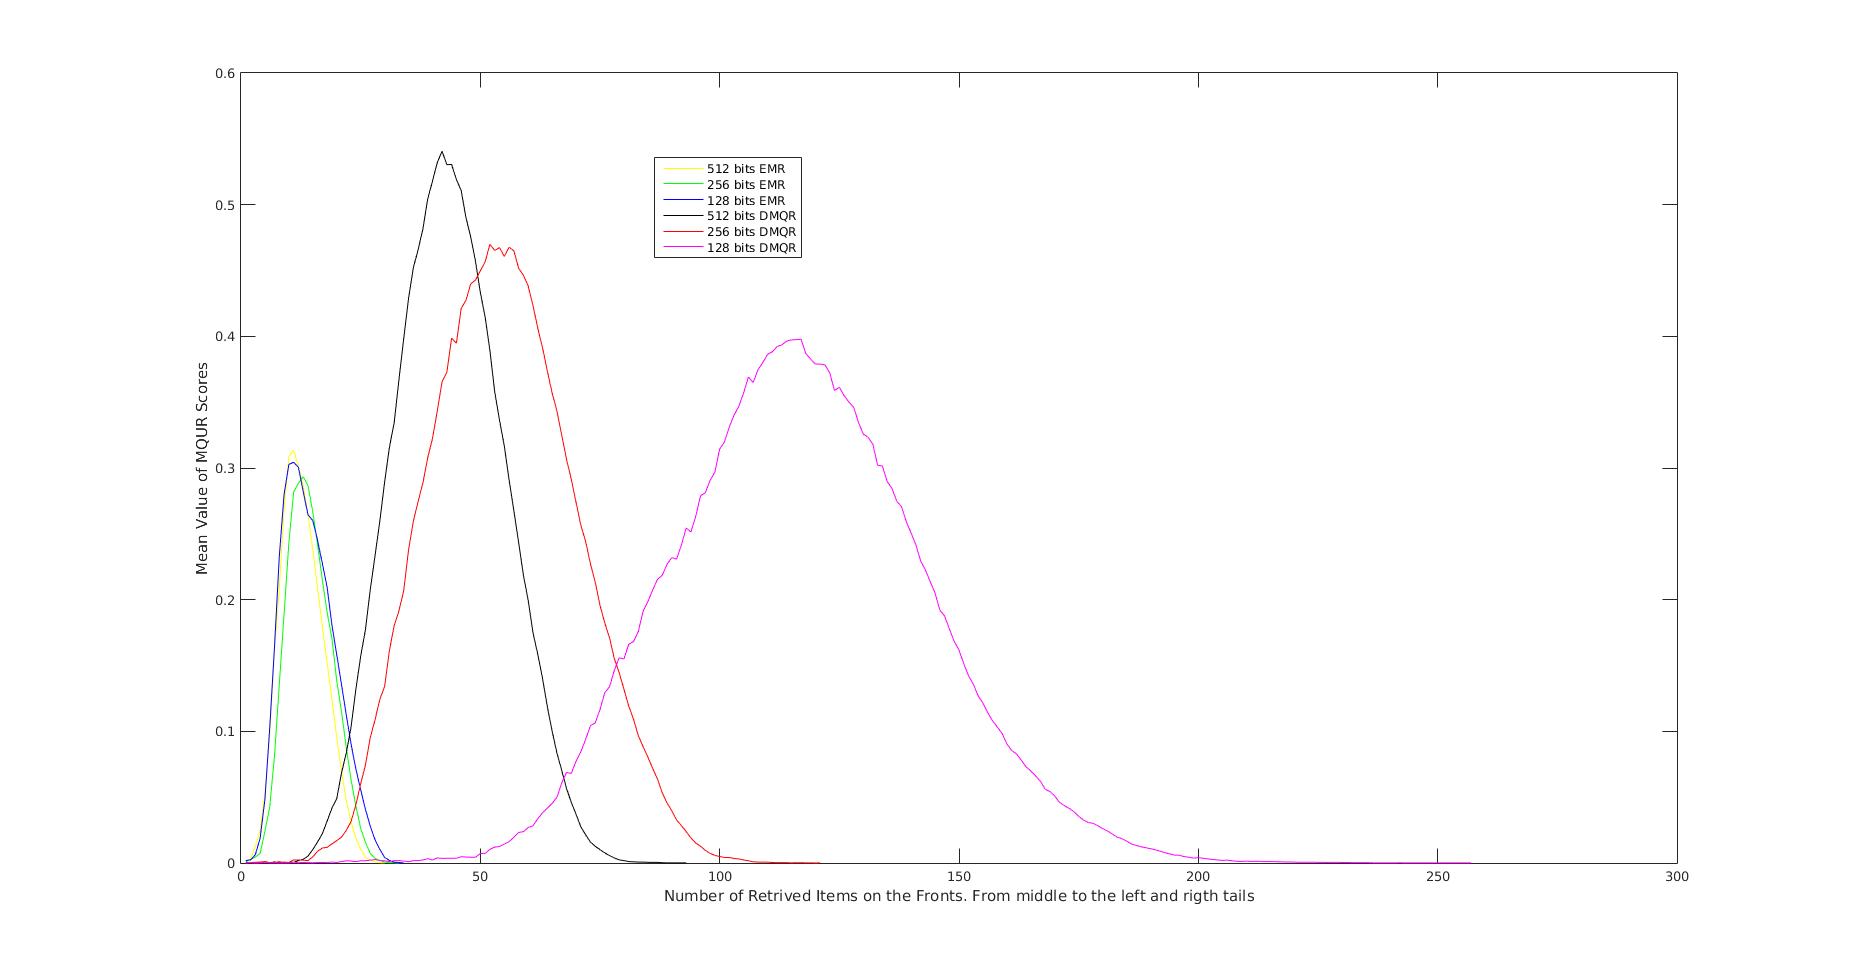 0.6
0.5
0.4
0.3
0.2
0.1
0
Mean Value of MQUR Scores
512 bits EMR
256 bits EMR
128 bits EMR
512 bits DMQR
256 bits DMQR
128 bits DMQR
0 50 100 150 200 250 300
Number of Retrived Items on the Fronts. From middle to the left and rigth tails